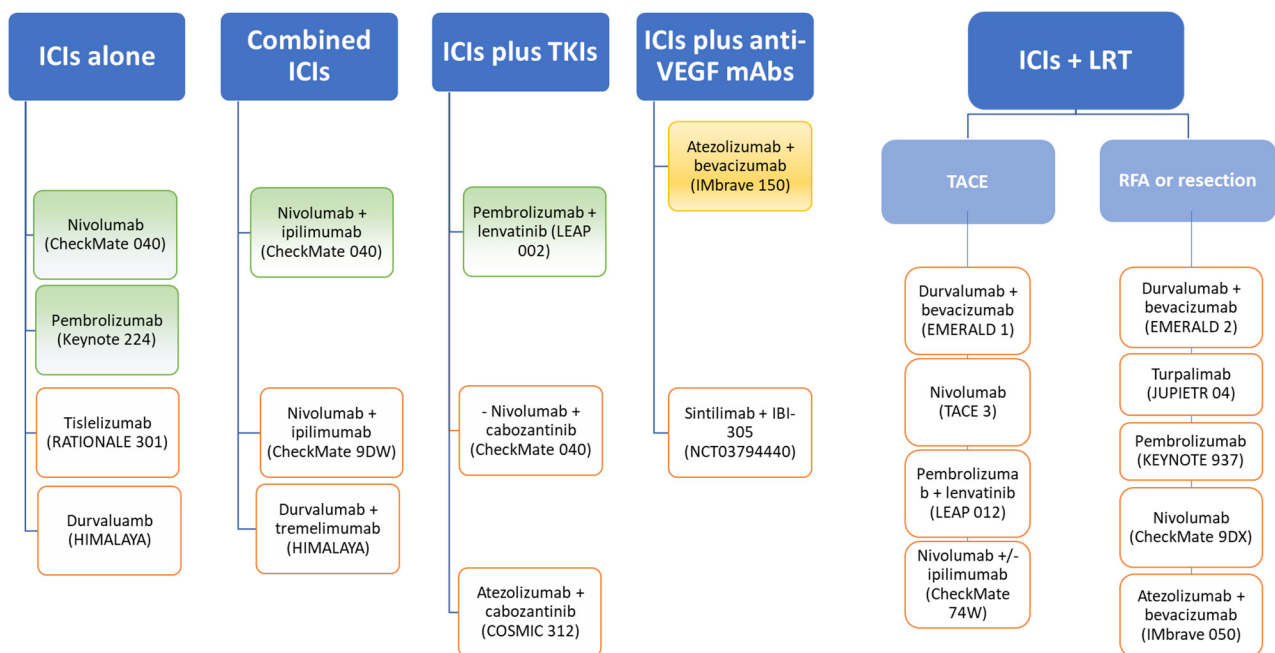 ICIs alone
Nivolumab
(CheckMate 040)
Pembrolizumab
(Keynote 224)
Tislelizumab
(RATIONALE 301)
Durvaluamb
(HIMALAYA)
Combined
ICIs
Nivolumab +
ipilimumab
(CheckMate 040)
Nivolumab +
ipilimumab
(CheckMate 9DW)
Durvalumab +
tremelimumab
(HIMALAYA)
ICIs plus TKIs
Pembrolizumab +
lenvatinib (LEAP
002)
- Nivolumab +
cabozantinib
(CheckMate 040)
Atezolizumab +
cabozantinib
(COSMIC 312)
ICIs plus anti-
VEGF mAbs
Atezolizumab +
bevacizumab
(IMbrave 150)
Sintilimab + IBI-
305
(NCT03794440)
ICIs + LRT
TACE
Durvalumab +
bevacizumab
(EMERALD 1)
Nivolumab
(TACE 3)
Pembrolizuma
b + lenvatinib
(LEAP 012)
Nivolumab +/-
ipilimumab
(CheckMate
74W)
RFA or resection
Durvalumab +
bevacizumab
(EMERALD 2)
Turpalimab
(JUPIETR 04)
Pembrolizumab
(KEYNOTE 937)
Nivolumab
(CheckMate 9DX)
Atezolizumab +
bevacizumab
(IMbrave 050)